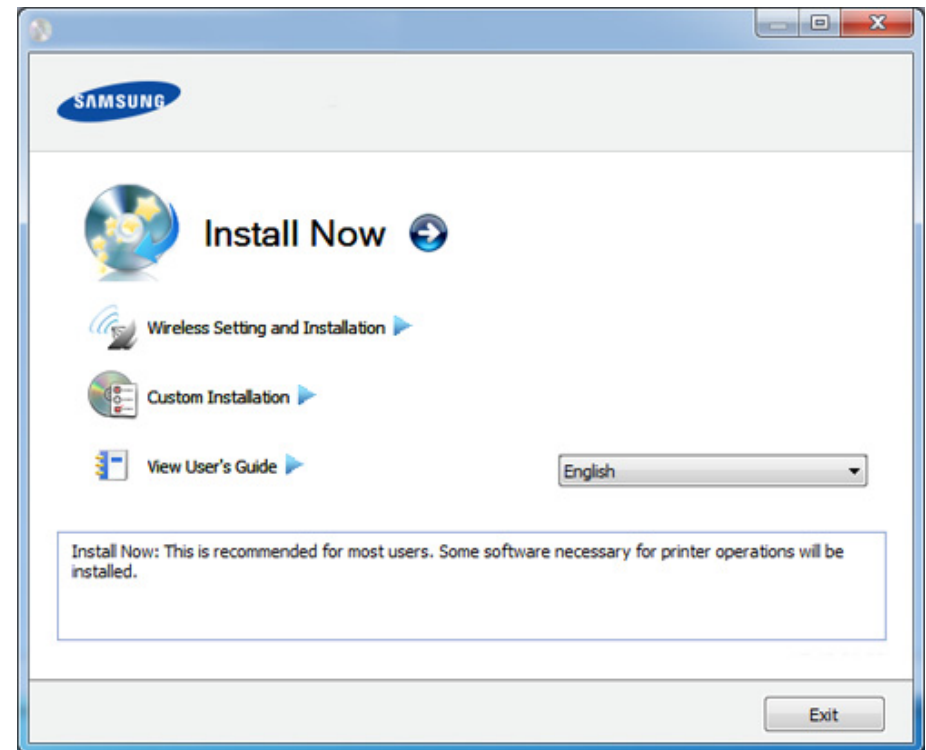 SAMSUNG
Install Now
Wireless Setting and Installation
Custom Installation
View User's Guide
English
Install Now: This is recommended for most users. Some software necessary for printer operations will be
installed.
Exit